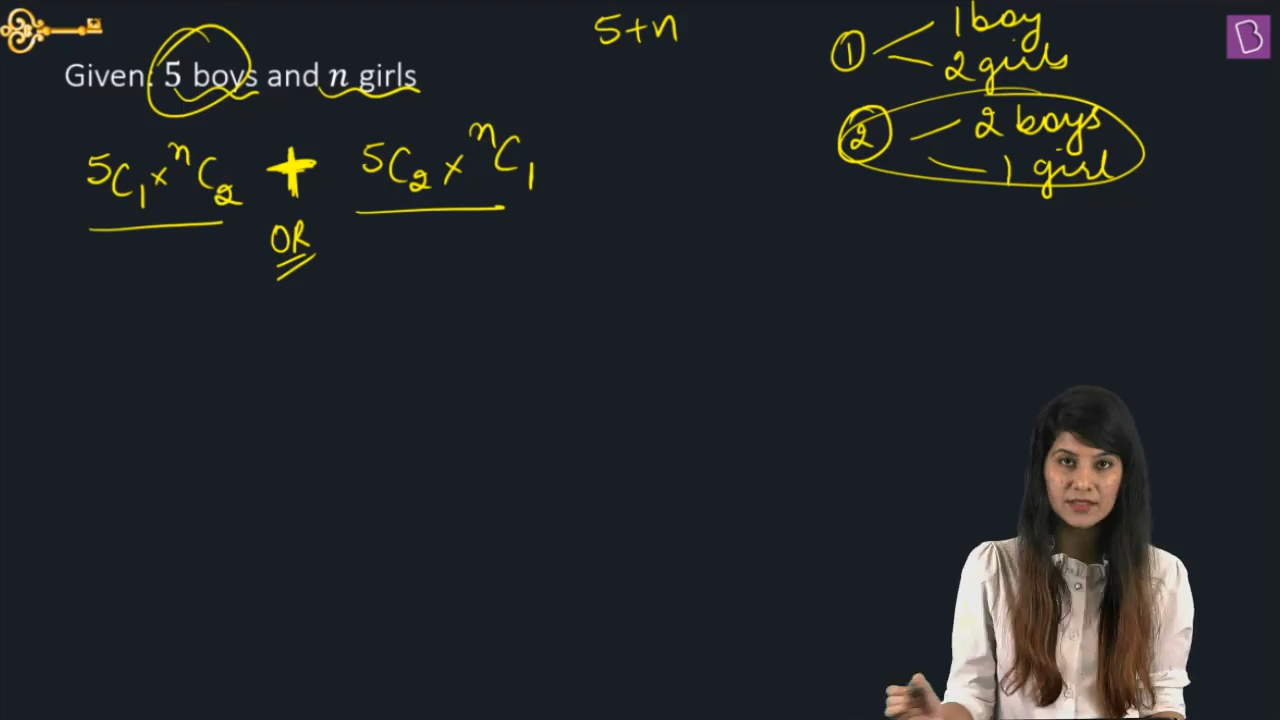 5+n
Given: 5 boys and n girls
① 1 boy
2 girls
② 2 boys
1 girl
⁵C₁ × ⁿC₂ + ⁵C₂ × ⁿC₁
OR
B